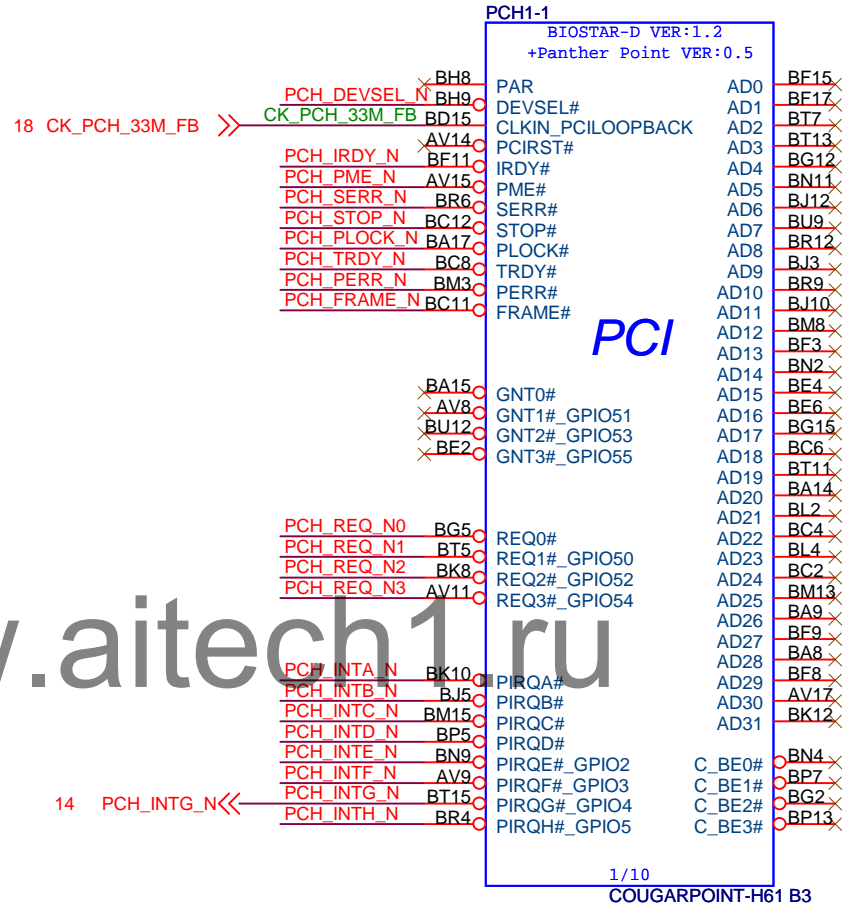 PCH1-1
BIOSTAR-D VER:1.2
+Panther Point VER:0.5
BH8 PAR AD0 BF15
PCH_DEVSEL_N BH9 DEVSEL# AD1 BF17
18 CK_PCH_33M_FB CK_PCH_33M_FB BD15 CLKIN_PCILOOPBACK AD2 BT7
AV14 PCIRST# AD3 BT13
PCH_IRDY_N BF11 IRDY# AD4 BG12
PCH_PME_N AV15 PME# AD5 BN11
PCH_SERR_N BR6 SERR# AD6 BJ12
PCH_STOP_N BC12 STOP# AD7 BU9
PCH_PLOCK_N BA17 PLOCK# AD8 BR12
PCH_TRDY_N BC8 TRDY# AD9 BJ3
PCH_PERR_N BM3 PERR# AD10 BR9
PCH_FRAME_N BC11 FRAME# AD11 BJ10
PCI
AD12 BM8
AD13 BF3
AD14 BN2
BA15 GNT0# AD15 BE4
AV8 GNT1#_GPIO51 AD16 BE6
BU12 GNT2#_GPIO53 AD17 BG15
BE2 GNT3#_GPIO55 AD18 BC6
AD19 BT11
AD20 BA14
AD21 BL2
PCH_REQ_N0 BG5 REQ0# AD22 BC4
PCH_REQ_N1 BT5 REQ1#_GPIO50 AD23 BL4
PCH_REQ_N2 BK8 REQ2#_GPIO52 AD24 BC2
PCH_REQ_N3 AV11 REQ3#_GPIO54 AD25 BM13
AD26 BA9
AD27 BF9
w.aitech1.ru
AD28 BA8
PCH_INTA_N BK10 PIRQA# AD29 BF8
PCH_INTB_N BJ5 PIRQB# AD30 AV17
PCH_INTC_N BM15 PIRQC# AD31 BK12
PCH_INTD_N BP5 PIRQD#
PCH_INTE_N BN9 PIRQE#_GPIO2 C_BE0# BN4
PCH_INTF_N AV9 PIRQF#_GPIO3 C_BE1# BP7
14 PCH_INTG_N PCH_INTG_N BT15 PIRQG#_GPIO4 C_BE2# BG2
PCH_INTH_N BR4 PIRQH#_GPIO5 C_BE3# BP13
1/10
COUGARPOINT-H61 B3